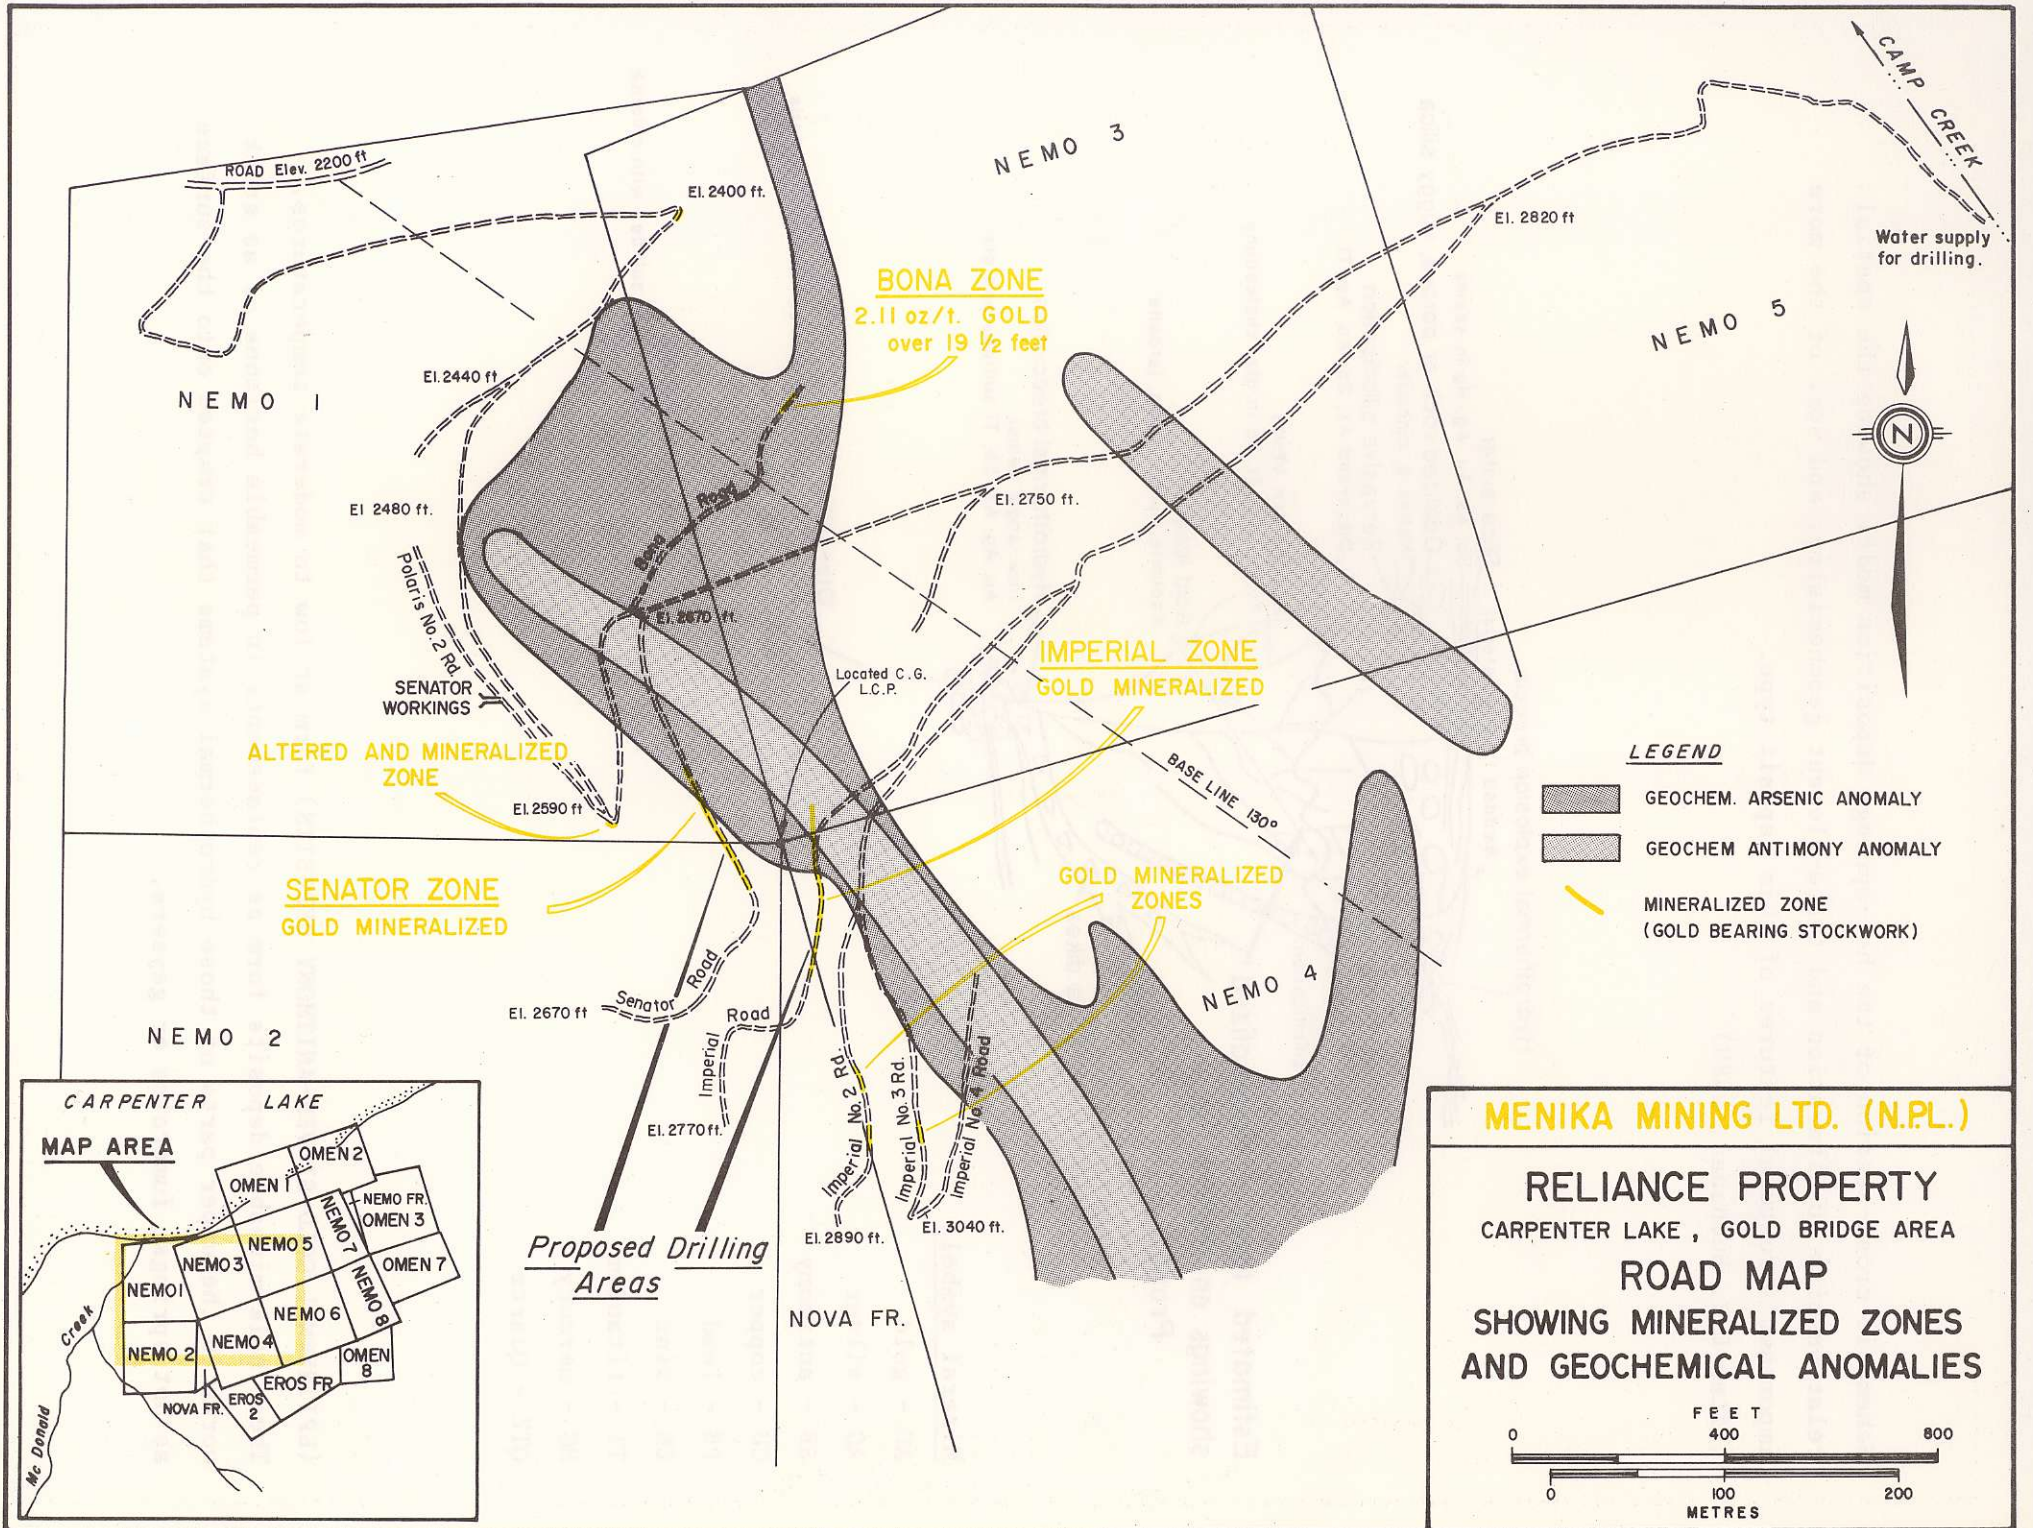 CAMP CREEK
Water supply
for drilling.
ROAD Elev. 2200 ft
El. 2400 ft.
NEMO 3
El. 2820 ft
BONA ZONE
2.11 oz/t. GOLD
over 19 1/2 feet
NEMO 5
El. 2440 ft
NEMO 1
N
El 2480 ft.
Bona Road
El. 2750 ft.
Polaris No. 2 Rd.
El. 2670 ft.
SENATOR
WORKINGS
Located C.G.
L.C.P.
IMPERIAL ZONE
GOLD MINERALIZED
ALTERED AND MINERALIZED
ZONE
El. 2590 ft
BASE LINE 130°
LEGEND
GEOCHEM. ARSENIC ANOMALY
GEOCHEM ANTIMONY ANOMALY
MINERALIZED ZONE
(GOLD BEARING STOCKWORK)
SENATOR ZONE
GOLD MINERALIZED
GOLD MINERALIZED
ZONES
NEMO 4
El. 2670 ft
Senator Road
Imperial Road
NEMO 2
El. 2770 ft.
Imperial No. 2 Rd.
Imperial No. 3 Rd.
Imperial No. 4 Road
El. 2890 ft.
El. 3040 ft.
Proposed Drilling
Areas
NOVA FR.
CARPENTER LAKE
MAP AREA
OMEN 2
OMEN 1
NEMO FR.
OMEN 3
NEMO 7
NEMO 5
NEMO 3
OMEN 7
NEMO 1
NEMO 8
NEMO 6
NEMO 4
NEMO 2
OMEN
8
EROS FR
EROS
2
NOVA FR.
Mc Donald Creek
MENIKA MINING LTD. (N.P.L.)
RELIANCE PROPERTY
CARPENTER LAKE , GOLD BRIDGE AREA
ROAD MAP
SHOWING MINERALIZED ZONES
AND GEOCHEMICAL ANOMALIES
FEET
0 400 800
0 100 200
METRES